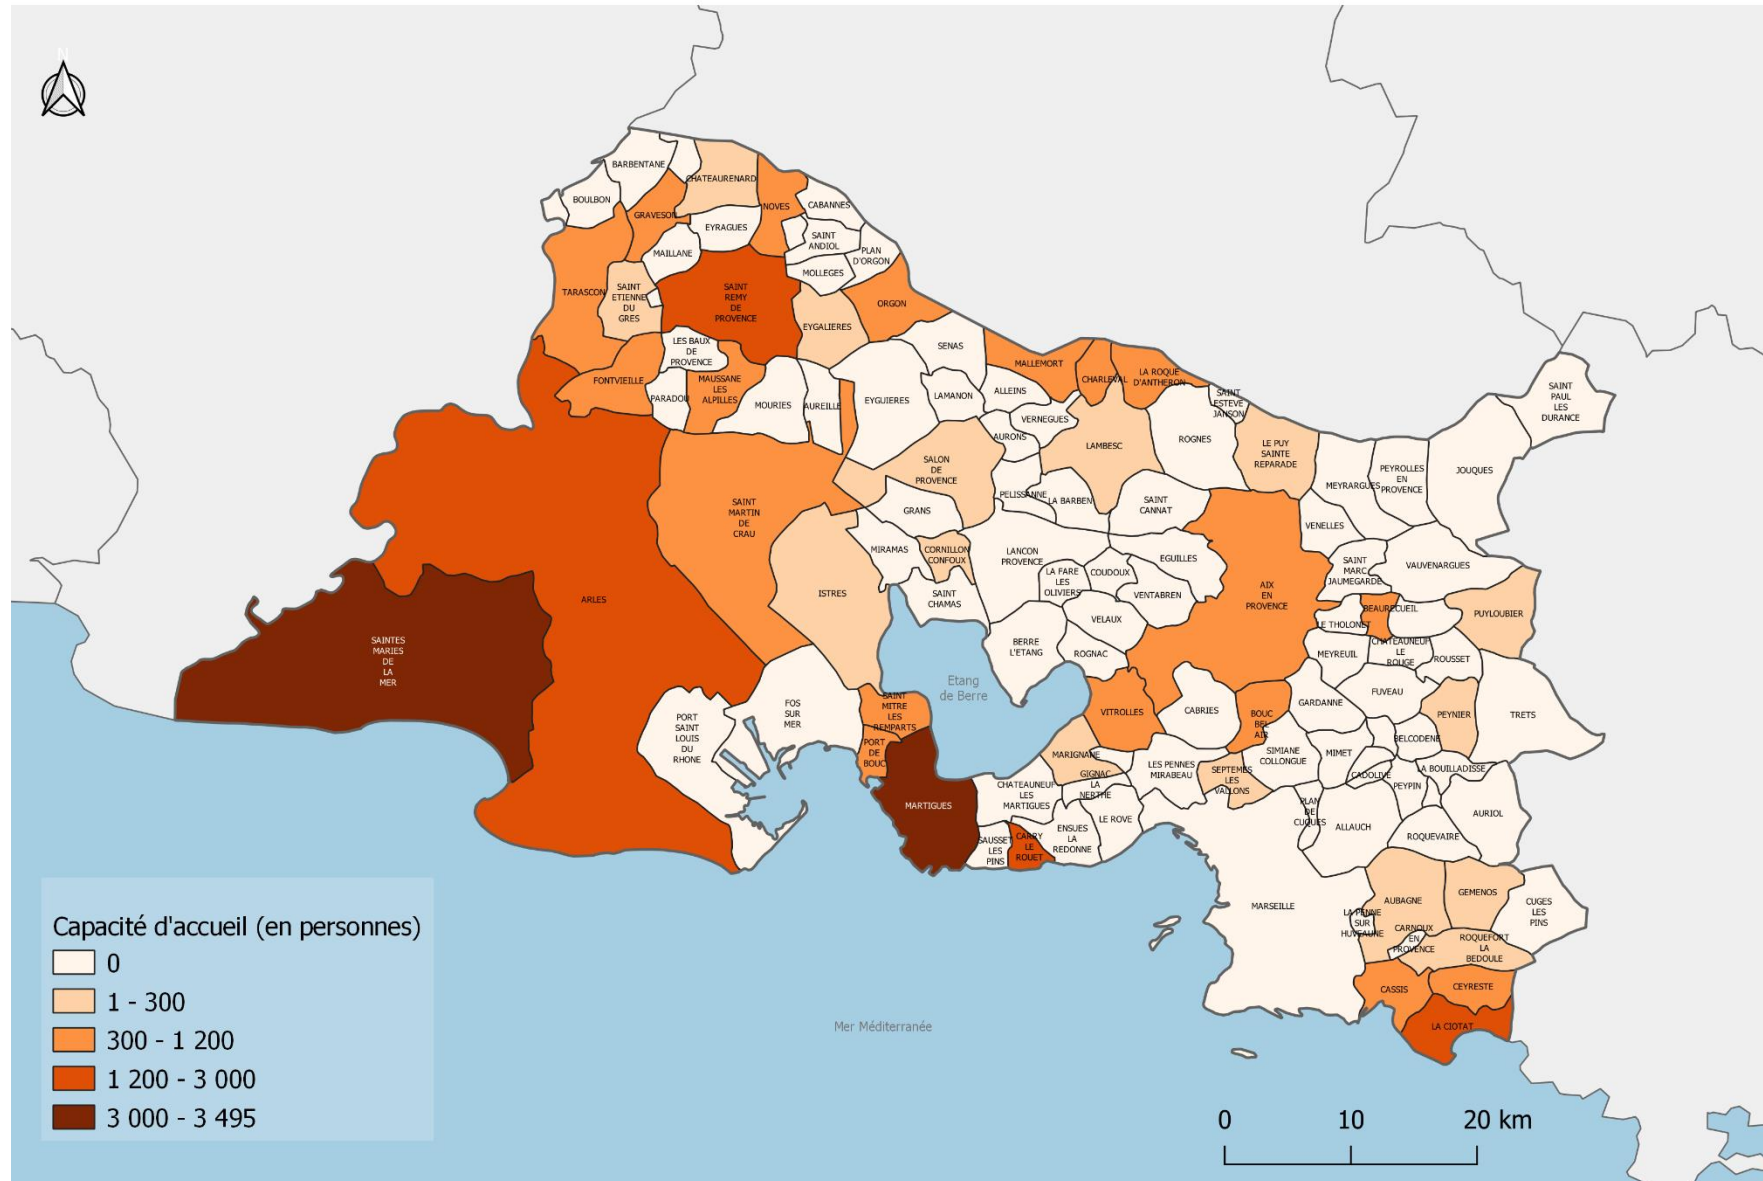 N
BARBENTANE
CHATEAURENARD
BOULBON
GRAVESON
NOVES
CABANNES
EYRAGUES
SAINT
ANDIOL
MAILLANE
PLAN
D'ORGON
MOLLEGES
TARASCON
SAINT
ETIENNE
DU
GRES
SAINT
REMY
DE
PROVENCE
ORGON
EYGALIERES
LES BAUX
DE
PROVENCE
SENAS
MALLEMORT
CHARLEVAL
LA ROQUE
D'ANTHERON
FONTVIEILLE
PARADOU
MAUSSANE
LES
ALPILLES
MOURIES
AUREILLE
EYGUIERES
LAMANON
ALLEINS
SAINT
ESTEVE
JANSON
SAINT
PAUL
LES
DURANCE
VERNEGUES
AURONS
LAMBESC
ROGNES
LE PUY
SAINTE
REPARADE
SALON
DE
PROVENCE
MEYRARGUES
PEYROLLES
EN
PROVENCE
JOUQUES
SAINT
MARTIN
DE
CRAU
PELISSANNE
LA BARBEN
SAINT
CANNAT
GRANS
VENELLES
MIRAMAS
CORNILLON
CONFOUX
LANCON
PROVENCE
EGUILLES
LA FARE
LES
OLIVIERS
COUDOUX
VENTABREN
SAINT
MARC
JAUMEGARDE
VAUVENARGUES
ARLES
ISTRES
SAINT
CHAMAS
AIX
EN
PROVENCE
BEAURECUEIL
PUYLOUBIER
LE THOLONET
VELAUX
SAINTES
MARIES
DE
LA
MER
BERRE
L'ETANG
ROGNAC
MEYREUIL
CHATEAUNEUF
LE
ROUGE
ROUSSET
Etang
de Berre
FUVEAU
SAINT
MITRE
LES
REMPARTS
PORT
SAINT
LOUIS
DU
RHONE
FOS
SUR
MER
VITROLLES
CABRIES
BOUC
BEL
AIR
GARDANNE
PEYNIER
TRETS
PORT
DE
BOUC
MARIGNANE
GIGNAC
LA
NERTHE
LES PENNES
MIRABEAU
SIMIANE
COLLONGUE
MIMET
BELCODENE
SEPTEMES
LES
VALLONS
CADOLIVE
LA BOUILLADISSE
PEYPIN
MARTIGUES
CHATEAUNEUF
LES
MARTIGUES
PLAN
DE
CUQUES
ALLAUCH
AURIOL
LE ROVE
ENSUES
LA
REDONNE
CARRY
LE
ROUET
SAUSSET
LES
PINS
ROQUEVAIRE
MARSEILLE
AUBAGNE
GEMENOS
CUGES
LES
PINS
LA PENNE
SUR
HUVEAUNE
CARNOUX
EN
PROVENCE
ROQUEFORT
LA
BEDOULE
CASSIS
CEYRESTE
LA CIOTAT
Mer Méditerranée
Capacité d'accueil (en personnes)
0
1 - 300
300 - 1 200
1 200 - 3 000
3 000 - 3 495
0 10 20 km